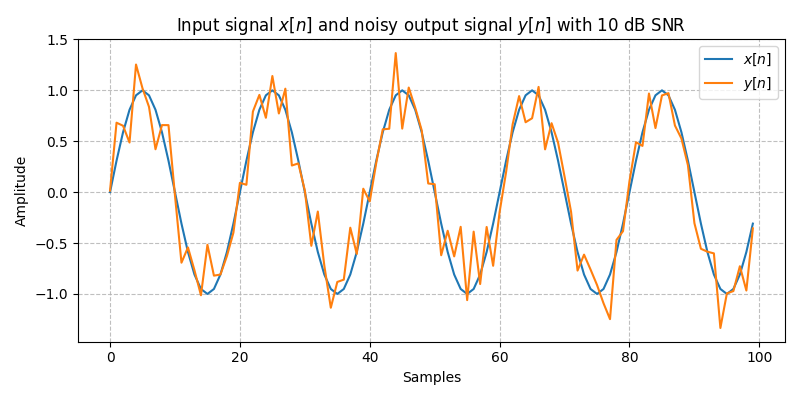 Input signal x[n] and noisy output signal y[n] with 10 dB SNR
1.5
1.0
0.5
0.0
−0.5
−1.0
Amplitude
x[n]
y[n]
0 20 40 60 80 100
Samples